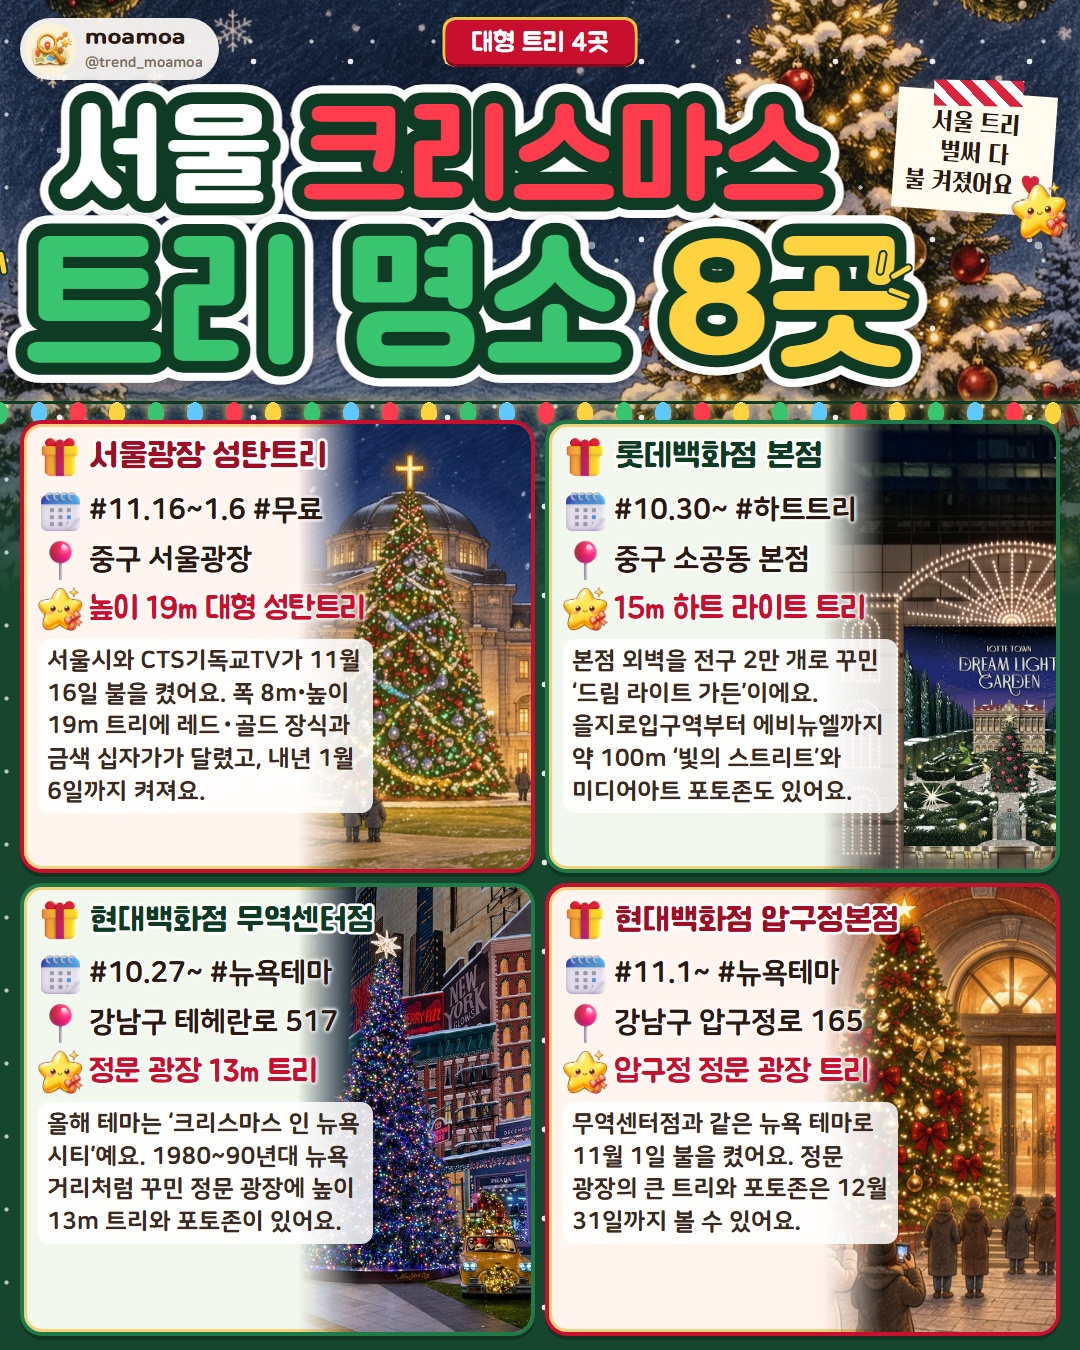 moamoa
@trend_moamoa
대형 트리 4곳
서울 크리스마스
트리 명소 8곳
서울 트리
벌써 다
불 켜졌어요
서울광장 성탄트리
#11.16~1.6 #무료
중구 서울광장
높이 19m 대형 성탄트리
서울시와 CTS기독교TV가 11월
16일 불을 켰어요. 폭 8m·높이
19m 트리에 레드·골드 장식과
금색 십자가가 달렸고, 내년 1월
6일까지 켜져요.
롯데백화점 본점
#10.30~ #하트트리
중구 소공동 본점
15m 하트 라이트 트리
본점 외벽을 전구 2만 개로 꾸민
‘드림 라이트 가든’이에요.
을지로입구역부터 에비뉴엘까지
약 100m ‘빛의 스트리트’와
미디어아트 포토존도 있어요.
LOTTE TOWN
DREAM LIGHT
GARDEN
현대백화점 무역센터점
#10.27~ #뉴욕테마
강남구 테헤란로 517
정문 광장 13m 트리
올해 테마는 ‘크리스마스 인 뉴욕
시티’예요. 1980~90년대 뉴욕
거리처럼 꾸민 정문 광장에 높이
13m 트리와 포토존이 있어요.
NEW
YORK
PRADA
현대백화점 압구정본점
#11.1~ #뉴욕테마
강남구 압구정로 165
압구정 정문 광장 트리
무역센터점과 같은 뉴욕 테마로
11월 1일 불을 켰어요. 정문
광장의 큰 트리와 포토존은 12월
31일까지 볼 수 있어요.